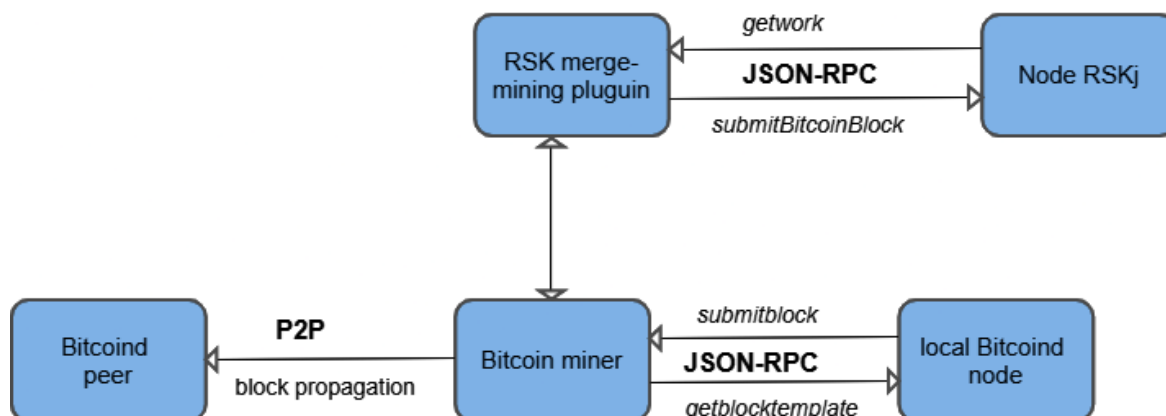 getwork
RSK merge-
mining pluguin
JSON-RPC
Node RSKj
submitBitcoinBlock
Bitcoind
peer
P2P
block propagation
Bitcoin miner
submitblock
JSON-RPC
getblocktemplate
local Bitcoind
node